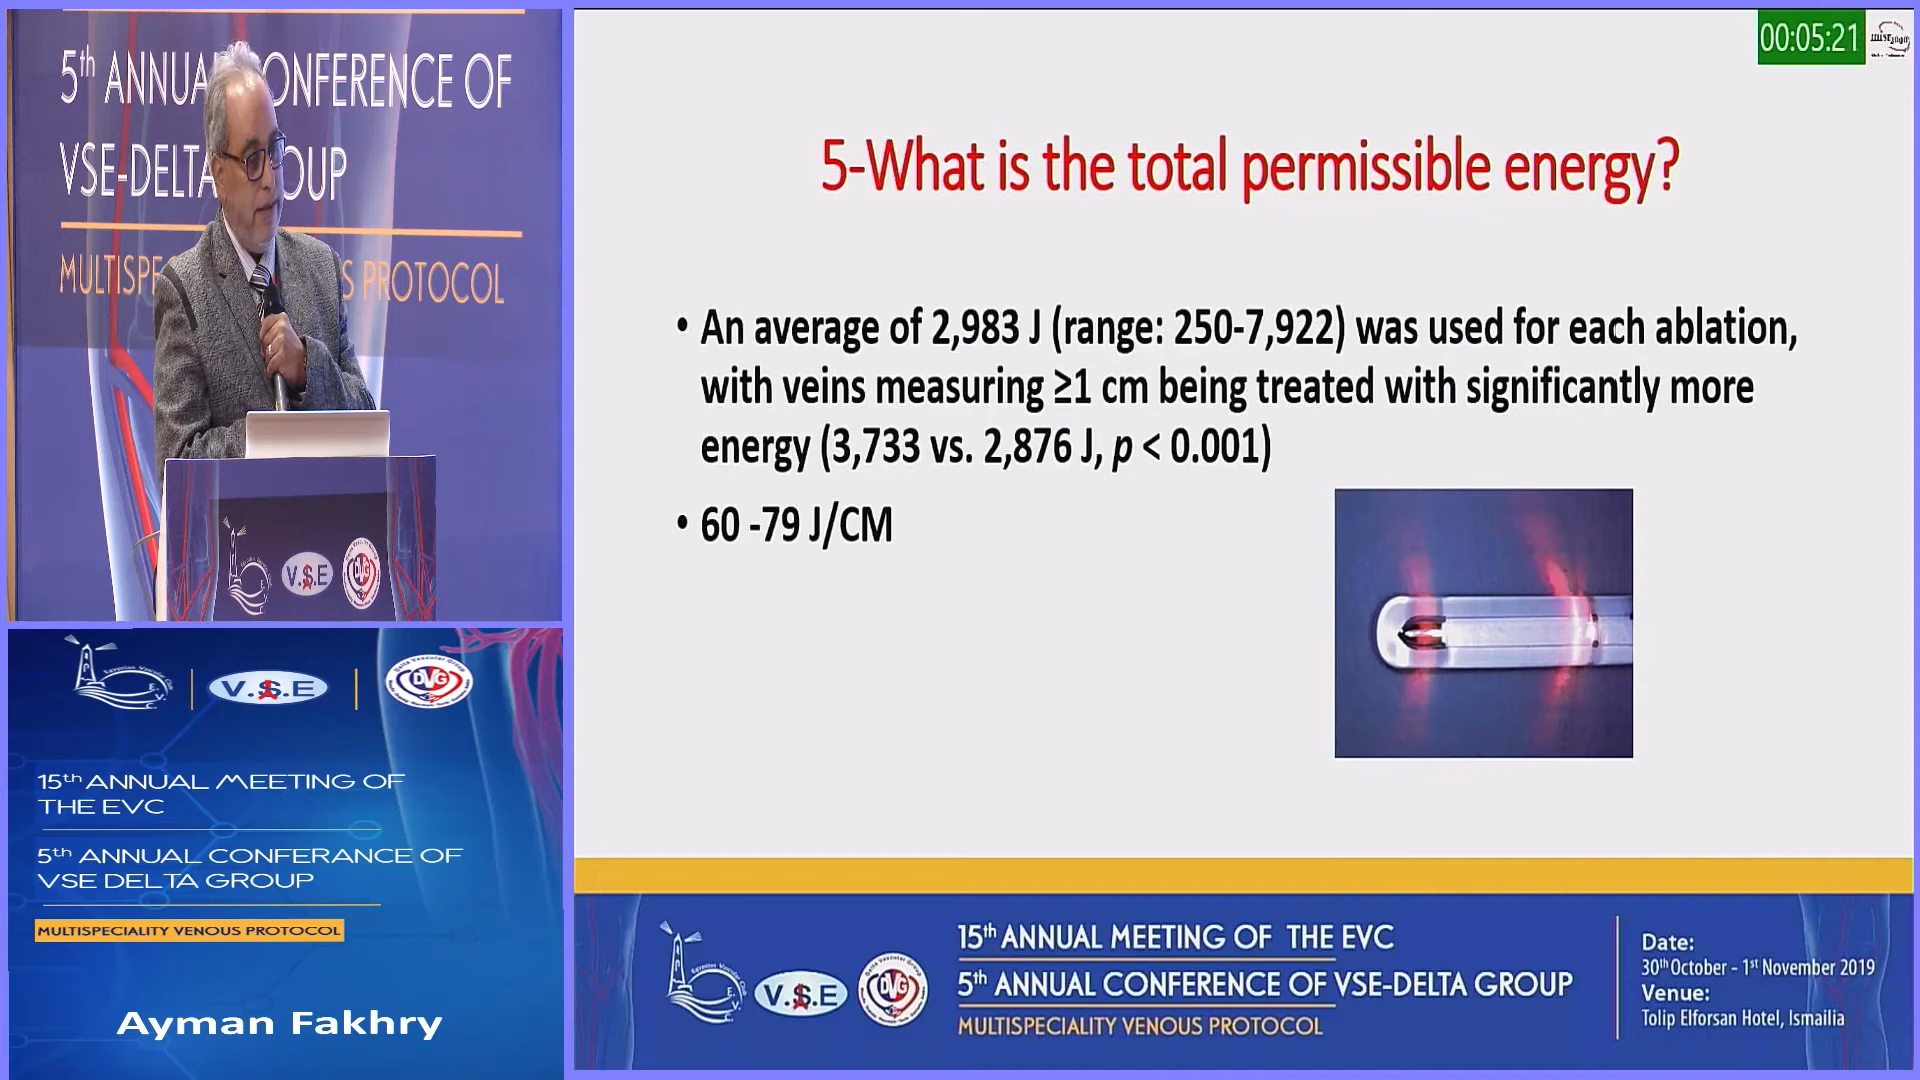 5th ANNUAL CONFERENCE OF
VSE-DELTA GROUP
S PROTOCOL
V.S.E
DVG
V.S.E
DVG
15th ANNUAL MEETING OF
THE EVC
5th ANNUAL CONFERANCE OF
VSE DELTA GROUP
MULTISPECIALITY VENOUS PROTOCOL
Ayman Fakhry
00:05:21
5-What is the total permissible energy?
• An average of 2,983 J (range: 250-7,922) was used for each ablation,
with veins measuring ≥1 cm being treated with significantly more
energy (3,733 vs. 2,876 J, p < 0.001)
• 60 -79 J/CM
V.S.E
DVG
15th ANNUAL MEETING OF THE EVC
5th ANNUAL CONFERENCE OF VSE-DELTA GROUP
MULTISPECIALITY VENOUS PROTOCOL
Date:
30th October - 1st November 2019
Venue:
Tolip Elforsan Hotel, Ismailia